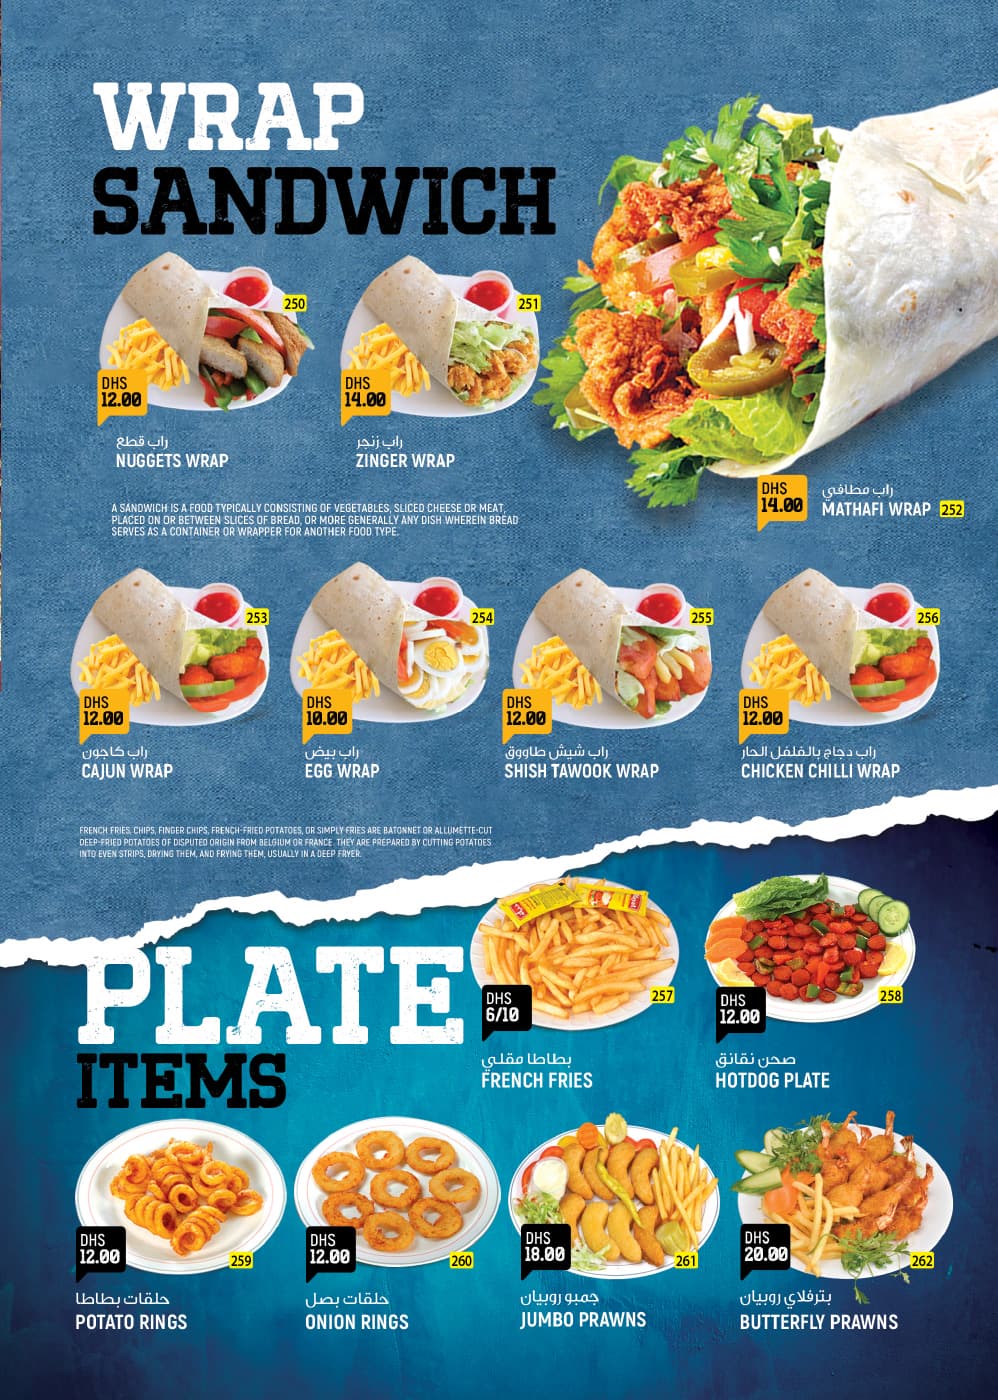 WRAP
SANDWICH
250
DHS
12.00
راب قطع
NUGGETS WRAP
251
DHS
14.00
راب زنجر
ZINGER WRAP
DHS
14.00
راب مطافي
MATHAFI WRAP 252
A SANDWICH IS A FOOD TYPICALLY CONSISTING OF VEGETABLES, SLICED CHEESE OR MEAT,
PLACED ON OR BETWEEN SLICES OF BREAD, OR MORE GENERALLY ANY DISH WHEREIN BREAD
SERVES AS A CONTAINER OR WRAPPER FOR ANOTHER FOOD TYPE.
253
DHS
12.00
راب كاجون
CAJUN WRAP
254
DHS
10.00
راب بيض
EGG WRAP
255
DHS
12.00
راب شيش طاووق
SHISH TAWOOK WRAP
256
DHS
12.00
راب دجاج بالفلفل الحار
CHICKEN CHILLI WRAP
FRENCH FRIES, CHIPS, FINGER CHIPS, FRENCH-FRIED POTATOES, OR SIMPLY FRIES ARE BATONNET OR ALLUMETTE-CUT
DEEP-FRIED POTATOES OF DISPUTED ORIGIN FROM BELGIUM OR FRANCE. THEY ARE PREPARED BY CUTTING POTATOES
INTO EVEN STRIPS, DRYING THEM, AND FRYING THEM, USUALLY IN A DEEP FRYER.
PLATE
ITEMS
257
DHS
6/10
بطاطا مقلي
FRENCH FRIES
258
DHS
12.00
صحن نقانق
HOTDOG PLATE
DHS
12.00
259
حلقات بطاطا
POTATO RINGS
DHS
12.00
260
حلقات بصل
ONION RINGS
DHS
18.00
261
جمبو روبيان
JUMBO PRAWNS
DHS
20.00
262
بترفلاي روبيان
BUTTERFLY PRAWNS